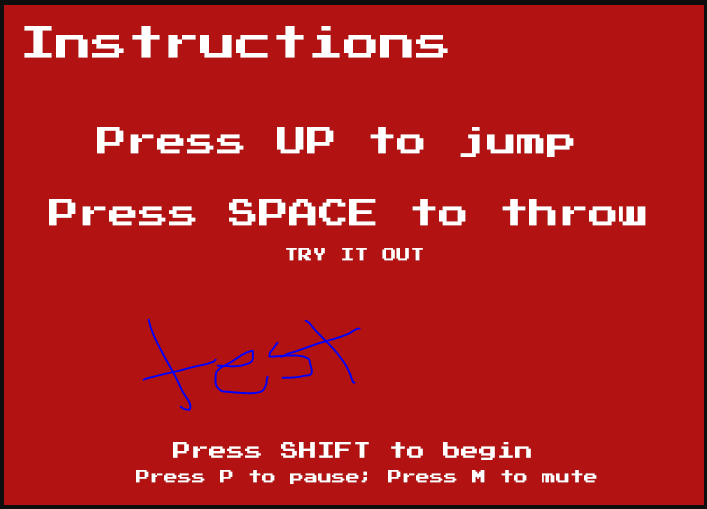 Instructions
Press UP to jump
Press SPACE to throw
TRY IT OUT
test
Press SHIFT to begin
Press P to pause; Press M to mute